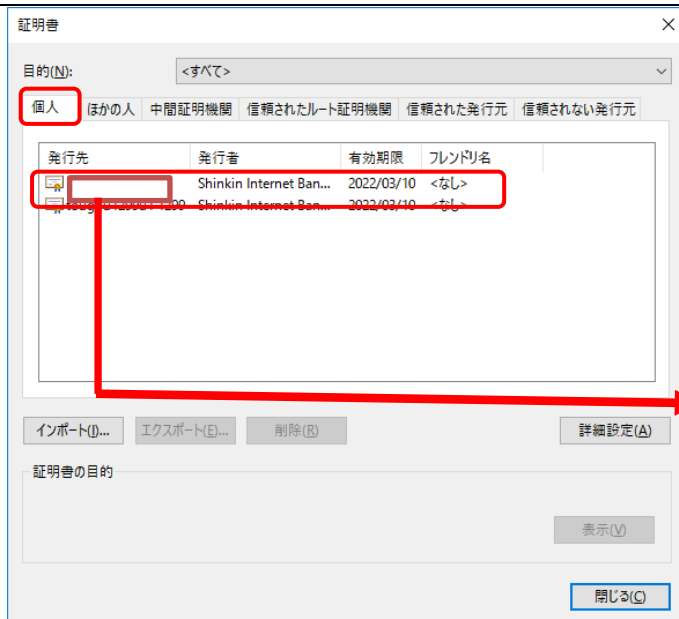 証明書
目的(N): <すべて>
個人 ほかの人 中間証明機関 信頼されたルート証明機関 信頼された発行元 信頼されない発行元
発行先 発行者 有効期限 フレンドリ名
Shinkin Internet Ban... 2022/03/10 <なし>
Shinkin Internet Ban... 2022/03/10 <なし>
インポート(I)... エクスポート(E)... 削除(R) 詳細設定(A)
証明書の目的
表示(V)
閉じる(C)